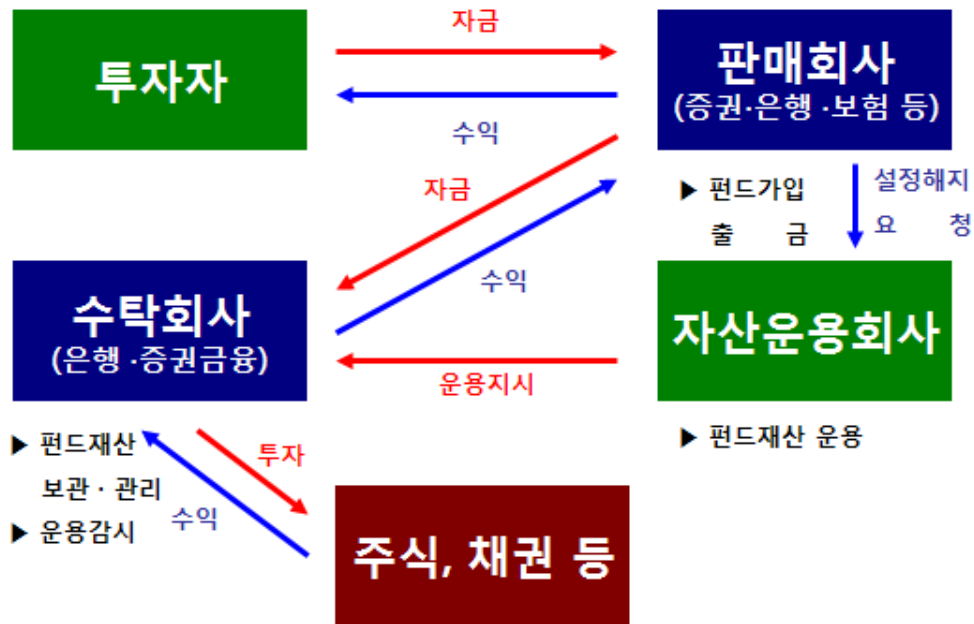 자금
투자자
판매회사
(증권·은행 ·보험 등)
수익
자금
▶ 펀드가입
출 금
설정해지
요 청
수익
수탁회사
(은행 ·증권금융)
자산운용회사
운용지시
▶ 펀드재산
보관 · 관리
▶ 운용감시
투자
수익
▶ 펀드재산 운용
주식, 채권 등